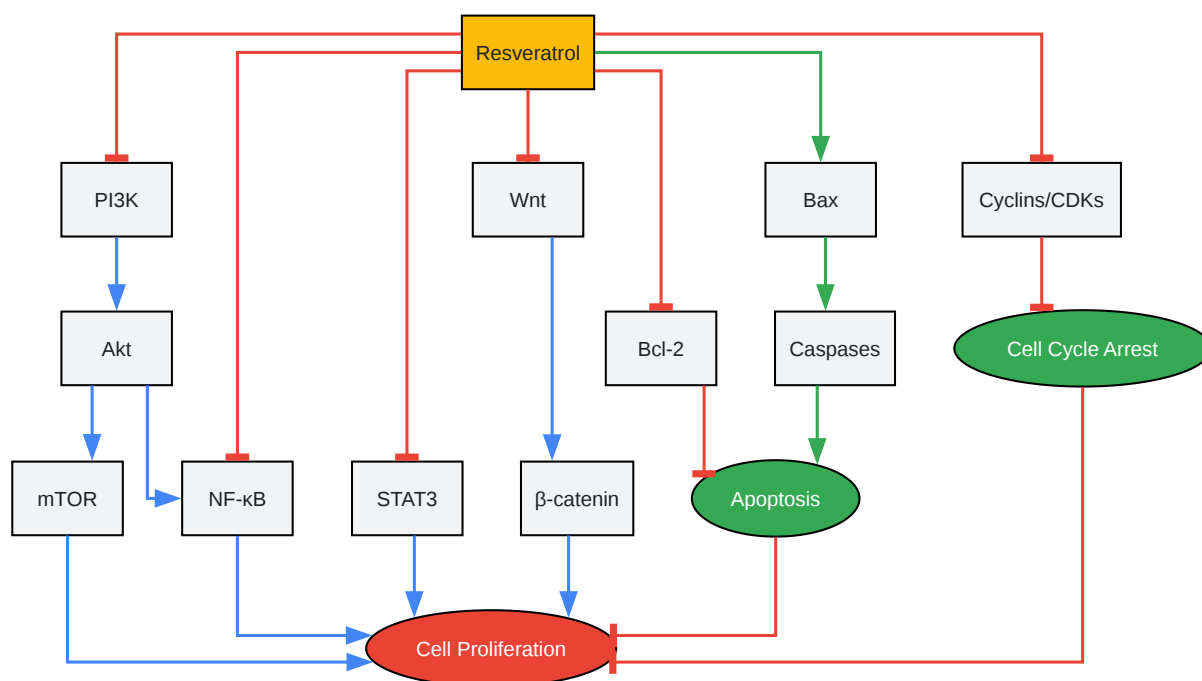 Resveratrol
PI3K
Wnt
Bax
Cyclins/CDKs
Akt
Bcl-2
Caspases
Cell Cycle Arrest
mTOR
NF-κB
STAT3
β-catenin
Apoptosis
Cell Proliferation